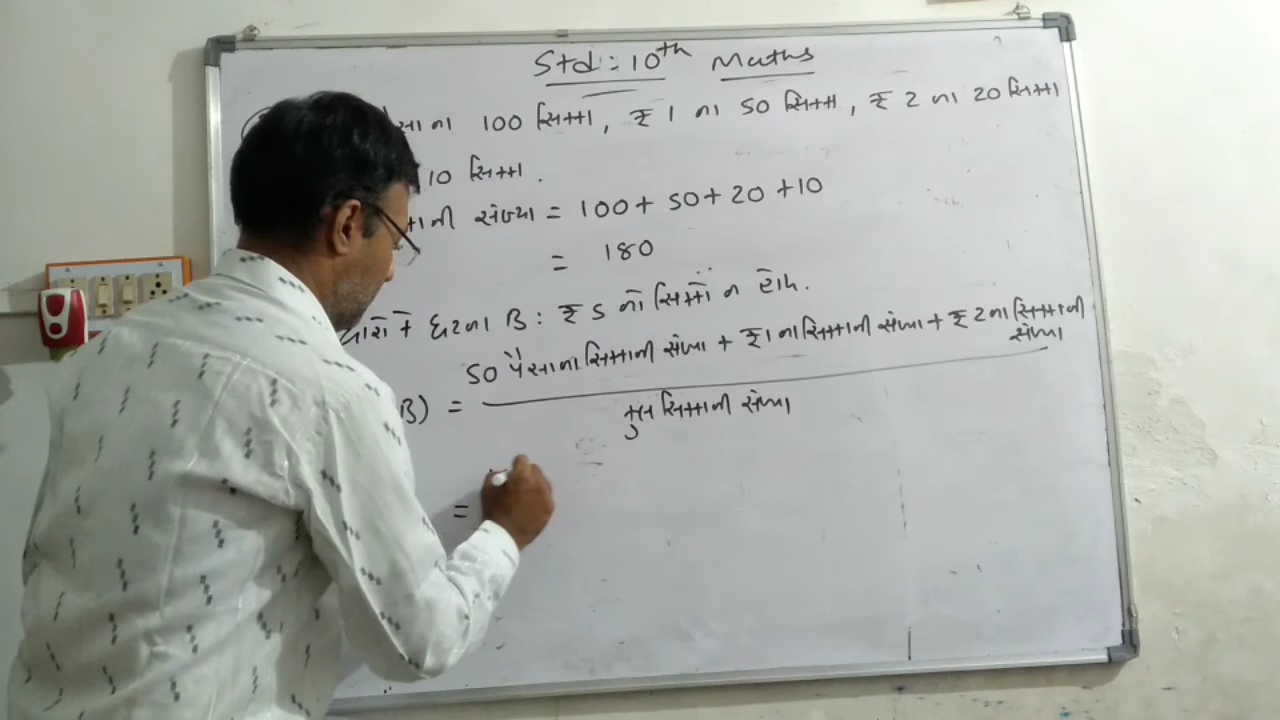 Std : 10th Maths
સાના 100 સિક્કા, ₹ 1 ના 50 સિક્કા, ₹ 2 ના 20 સિક્કા
10 સિક્કા.
ની સંખ્યા = 100 + 50 + 20 + 10
= 180
ધારો કે ઘટના B : ₹ 5 નો સિક્કો ન હોય.
50 પૈસાના સિક્કાની સંખ્યા + ₹1 ના સિક્કાની સંખ્યા + ₹ 2 ના સિક્કાની સંખ્યા
B) =
કુલ સિક્કાની સંખ્યા
=